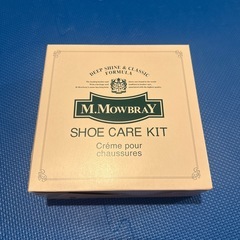 DEEP SHINE & CLASSIC
FORMULA
M.MOWBRAY
SHOE CARE KIT
Crème pour
chaussures